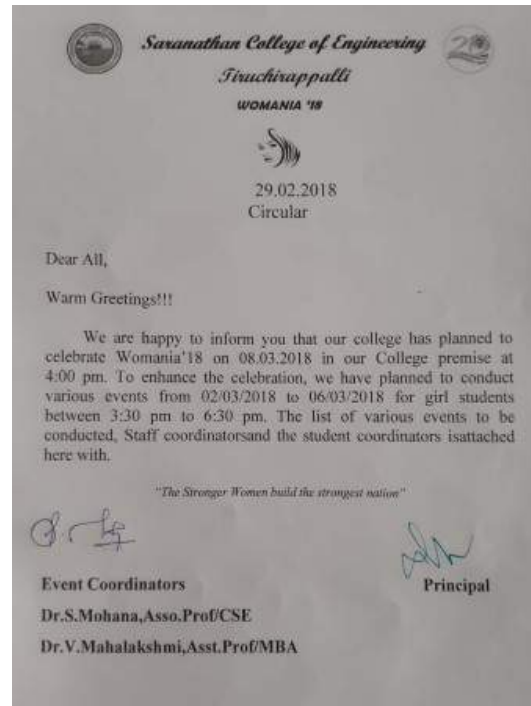 Saranathan College of Engineering
Tiruchirappalli
WOMANIA '18
29.02.2018
Circular
Dear All,
Warm Greetings!!!
We are happy to inform you that our college has planned to
celebrate Womania'18 on 08.03.2018 in our College premise at
4:00 pm. To enhance the celebration, we have planned to conduct
various events from 02/03/2018 to 06/03/2018 for girl students
between 3:30 pm to 6:30 pm. The list of various events to be
conducted, Staff coordinatorsand the student coordinators isattached
here with.
"The Stronger Women build the strongest nation"
Event Coordinators Principal
Dr.S.Mohana,Asso.Prof/CSE
Dr.V.Mahalakshmi,Asst.Prof/MBA